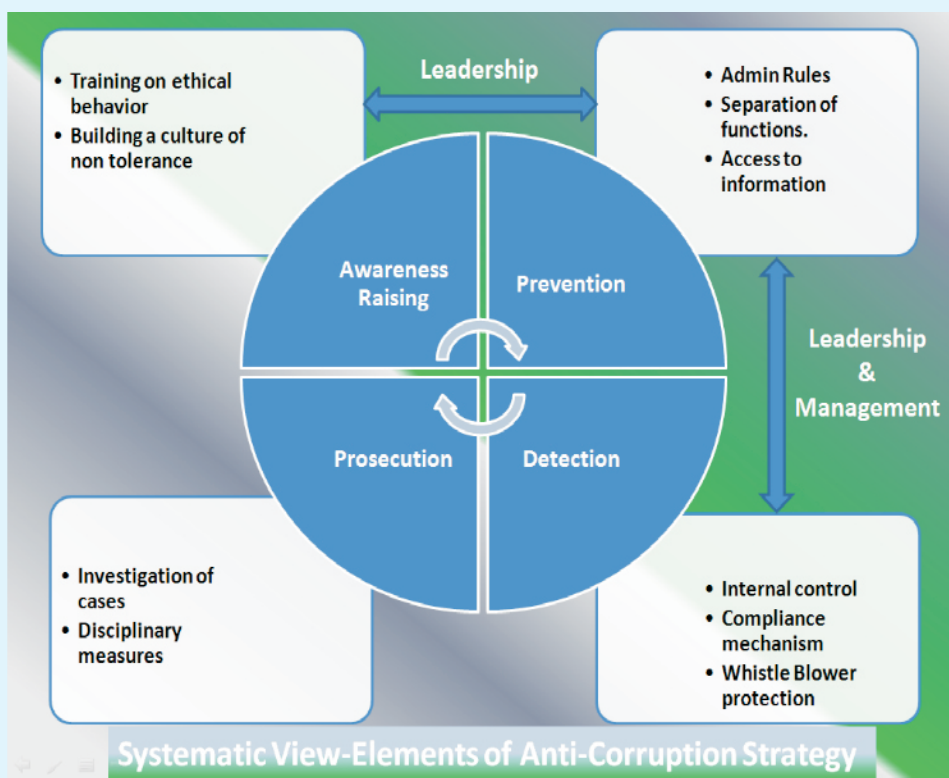 Leadership
• Training on ethical
behavior
• Building a culture of
non tolerance
• Admin Rules
• Separation of
functions.
• Access to
information
Awareness
Raising
Prevention
Leadership
&
Management
Prosecution
Detection
• Investigation of
cases
• Disciplinary
measures
• Internal control
• Compliance
mechanism
• Whistle Blower
protection
Systematic View-Elements of Anti-Corruption Strategy